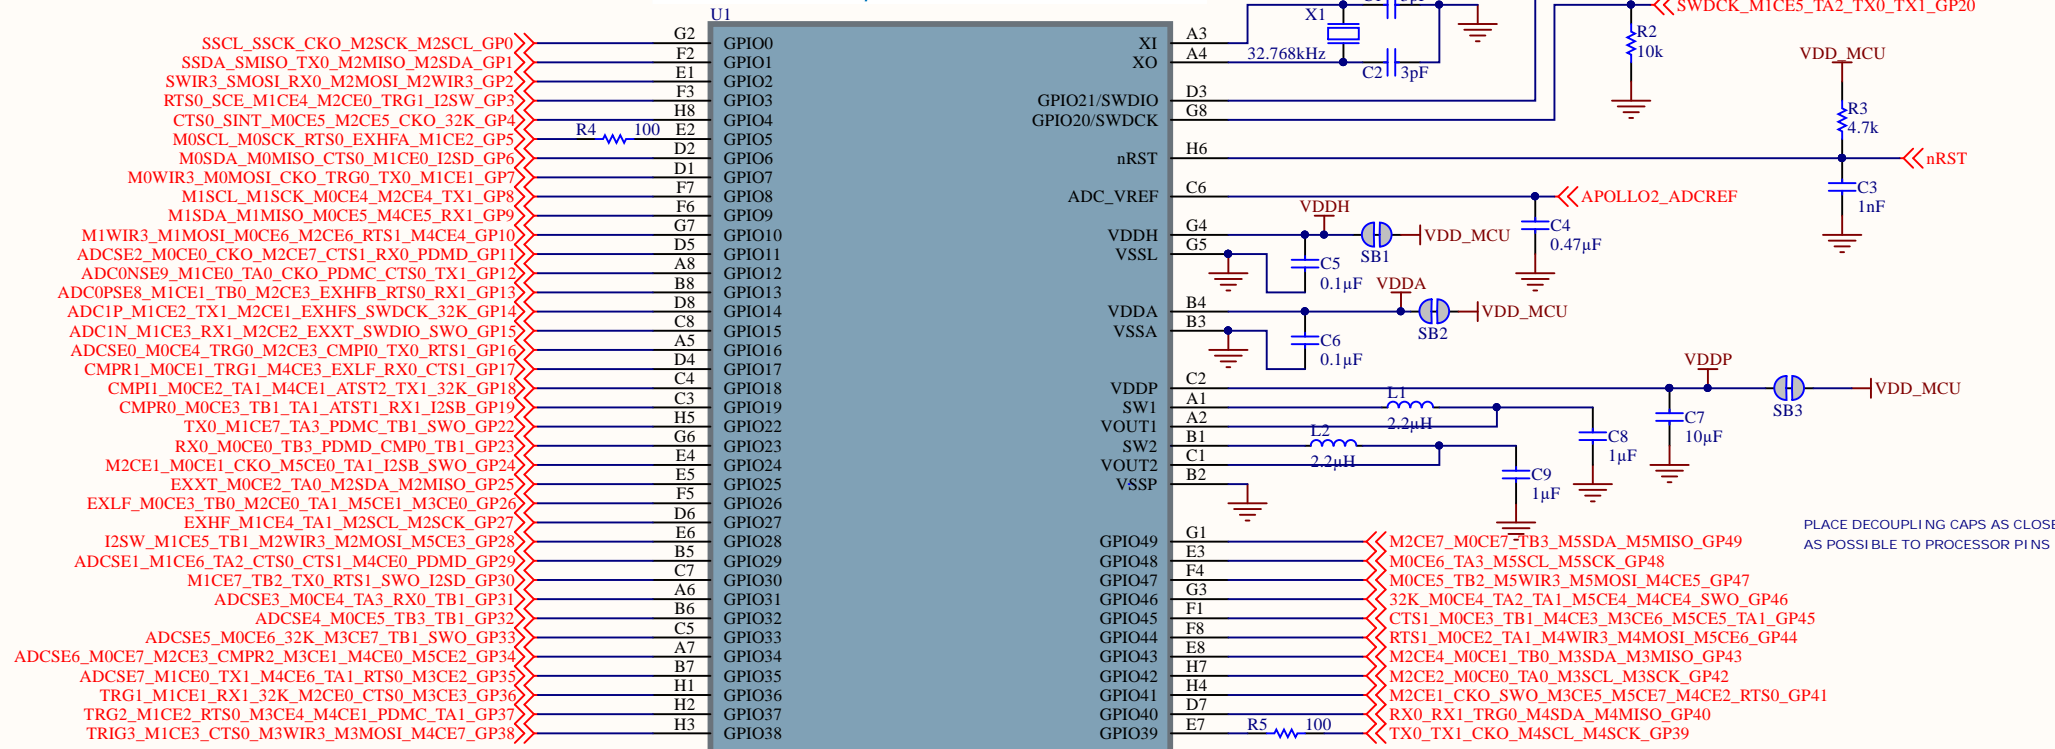 U1
SSCL_SSCK_CKO_M2SCK_M2SCL_GP0 G2 GPIO0
SSDA_SMISO_TX0_M2MISO_M2SDA_GP1 F2 GPIO1
SWIR3_SMOSI_RX0_M2MOSI_M2WIR3_GP2 E1 GPIO2
RTS0_SCE_M1CE4_M2CE0_TRG1_I2SW_GP3 F3 GPIO3
CTS0_SINT_M0CE5_M2CE5_CKO_32K_GP4 H8 GPIO4
M0SCL_M0SCK_RTS0_EXHFA_M1CE2_GP5 R4 100 E2 GPIO5
M0SDA_M0MISO_CTS0_M1CE0_I2SD_GP6 D2 GPIO6
M0WIR3_M0MOSI_CKO_TRG0_TX0_M1CE1_GP7 D1 GPIO7
M1SCL_M1SCK_M0CE4_M2CE4_TX1_GP8 F7 GPIO8
M1SDA_M1MISO_M0CE5_M4CE5_RX1_GP9 F6 GPIO9
M1WIR3_M1MOSI_M0CE6_M2CE6_RTS1_M4CE4_GP10 G7 GPIO10
ADCSE2_M0CE0_CKO_M2CE7_CTS1_RX0_PDMD_GP11 D5 GPIO11
ADC0NSE9_M1CE0_TA0_CKO_PDMC_CTS0_TX1_GP12 A8 GPIO12
ADC0PSE8_M1CE1_TB0_M2CE3_EXHFB_RTS0_RX1_GP13 B8 GPIO13
ADC1P_M1CE2_TX1_M2CE1_EXHFS_SWDCK_32K_GP14 D8 GPIO14
ADC1N_M1CE3_RX1_M2CE2_EXXT_SWDIO_SWO_GP15 C8 GPIO15
ADCSE0_M0CE4_TRG0_M2CE3_CMPI0_TX0_RTS1_GP16 A5 GPIO16
CMPR1_M0CE1_TRG1_M4CE3_EXLF_RX0_CTS1_GP17 D4 GPIO17
CMPI1_M0CE2_TA1_M4CE1_ATST2_TX1_32K_GP18 C4 GPIO18
CMPR0_M0CE3_TB1_TA1_ATST1_RX1_I2SB_GP19 C3 GPIO19
TX0_M1CE7_TA3_PDMC_TB1_SWO_GP22 H5 GPIO22
RX0_M0CE0_TB3_PDMD_CMP0_TB1_GP23 G6 GPIO23
M2CE1_M0CE1_CKO_M5CE0_TA1_I2SB_SWO_GP24 E4 GPIO24
EXXT_M0CE2_TA0_M2SDA_M2MISO_GP25 E5 GPIO25
EXLF_M0CE3_TB0_M2CE0_TA1_M5CE1_M3CE0_GP26 F5 GPIO26
EXHF_M1CE4_TA1_M2SCL_M2SCK_GP27 D6 GPIO27
I2SW_M1CE5_TB1_M2WIR3_M2MOSI_M5CE3_GP28 E6 GPIO28
ADCSE1_M1CE6_TA2_CTS0_CTS1_M4CE0_PDMD_GP29 B5 GPIO29
M1CE7_TB2_TX0_RTS1_SWO_I2SD_GP30 C7 GPIO30
ADCSE3_M0CE4_TA3_RX0_TB1_GP31 A6 GPIO31
ADCSE4_M0CE5_TB3_TB1_GP32 B6 GPIO32
ADCSE5_M0CE6_32K_M3CE7_TB1_SWO_GP33 C5 GPIO33
ADCSE6_M0CE7_M2CE3_CMPR2_M3CE1_M4CE0_M5CE2_GP34 A7 GPIO34
ADCSE7_M1CE0_TX1_M4CE6_TA1_RTS0_M3CE2_GP35 B7 GPIO35
TRG1_M1CE1_RX1_32K_M2CE0_CTS0_M3CE3_GP36 H1 GPIO36
TRG2_M1CE2_RTS0_M3CE4_M4CE1_PDMC_TA1_GP37 H2 GPIO37
TRIG3_M1CE3_CTS0_M3WIR3_M3MOSI_M4CE7_GP38 H3 GPIO38
X1
32.768kHz
C2 3pF
SWDCK_M1CE5_TA2_TX0_TX1_GP20
R2
10k
VDD_MCU
R3
4.7k
XI A3
XO A4
GPIO21/SWDIO D3
GPIO20/SWDCK G8
nRST H6 nRST
C3
1nF
ADC_VREF C6 APOLLO2_ADCREF
C4
0.47µF
VDDH
VDDH G4 SB1 VDD_MCU
VSSL G5
C5
0.1µF
VDDA
VDDA B4 SB2 VDD_MCU
VSSA B3
C6
0.1µF
VDDP
VDDP C2 SB3 VDD_MCU
SW1 A1 L1
VOUT1 A2 2.2µH
SW2 B1 L2
VOUT2 C1 2.2µH
VSSP B2
C7
10µF
C8
1µF
C9
1µF
PLACE DECOUPLING CAPS AS CLOSE
AS POSSIBLE TO PROCESSOR PINS
GPIO49 G1 M2CE7_M0CE7_TB3_M5SDA_M5MISO_GP49
GPIO48 E3 M0CE6_TA3_M5SCL_M5SCK_GP48
GPIO47 F4 M0CE5_TB2_M5WIR3_M5MOSI_M4CE5_GP47
GPIO46 G3 32K_M0CE4_TA2_TA1_M5CE4_M4CE4_SWO_GP46
GPIO45 F1 CTS1_M0CE3_TB1_M4CE3_M3CE6_M5CE5_TA1_GP45
GPIO44 F8 RTS1_M0CE2_TA1_M4WIR3_M4MOSI_M5CE6_GP44
GPIO43 E8 M2CE4_M0CE1_TB0_M3SDA_M3MISO_GP43
GPIO42 H7 M2CE2_M0CE0_TA0_M3SCL_M3SCK_GP42
GPIO41 H4 M2CE1_CKO_SWO_M3CE5_M5CE7_M4CE2_RTS0_GP41
GPIO40 D7 RX0_RX1_TRG0_M4SDA_M4MISO_GP40
GPIO39 E7 R5 100 TX0_TX1_CKO_M4SCL_M4SCK_GP39